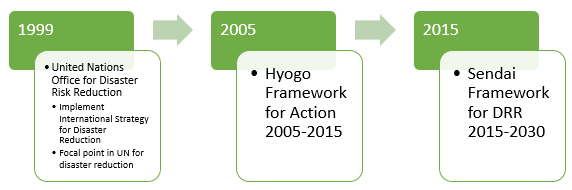 1999
United Nations
Office for Disaster
Risk Reduction
Implement
International Strategy
for Disaster
Reduction
Focal point in UN for
disaster reduction
2005
Hyogo
Framework
for Action
2005-2015
2015
Sendai
Framework
for DRR
2015-2030